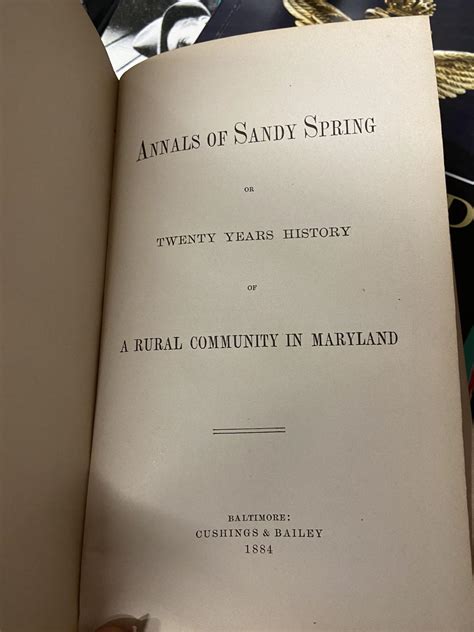 ANNALS OF SANDY SPRING
OR
TWENTY YEARS HISTORY
OF
A RURAL COMMUNITY IN MARYLAND
BALTIMORE:
CUSHINGS & BAILEY
1884
D